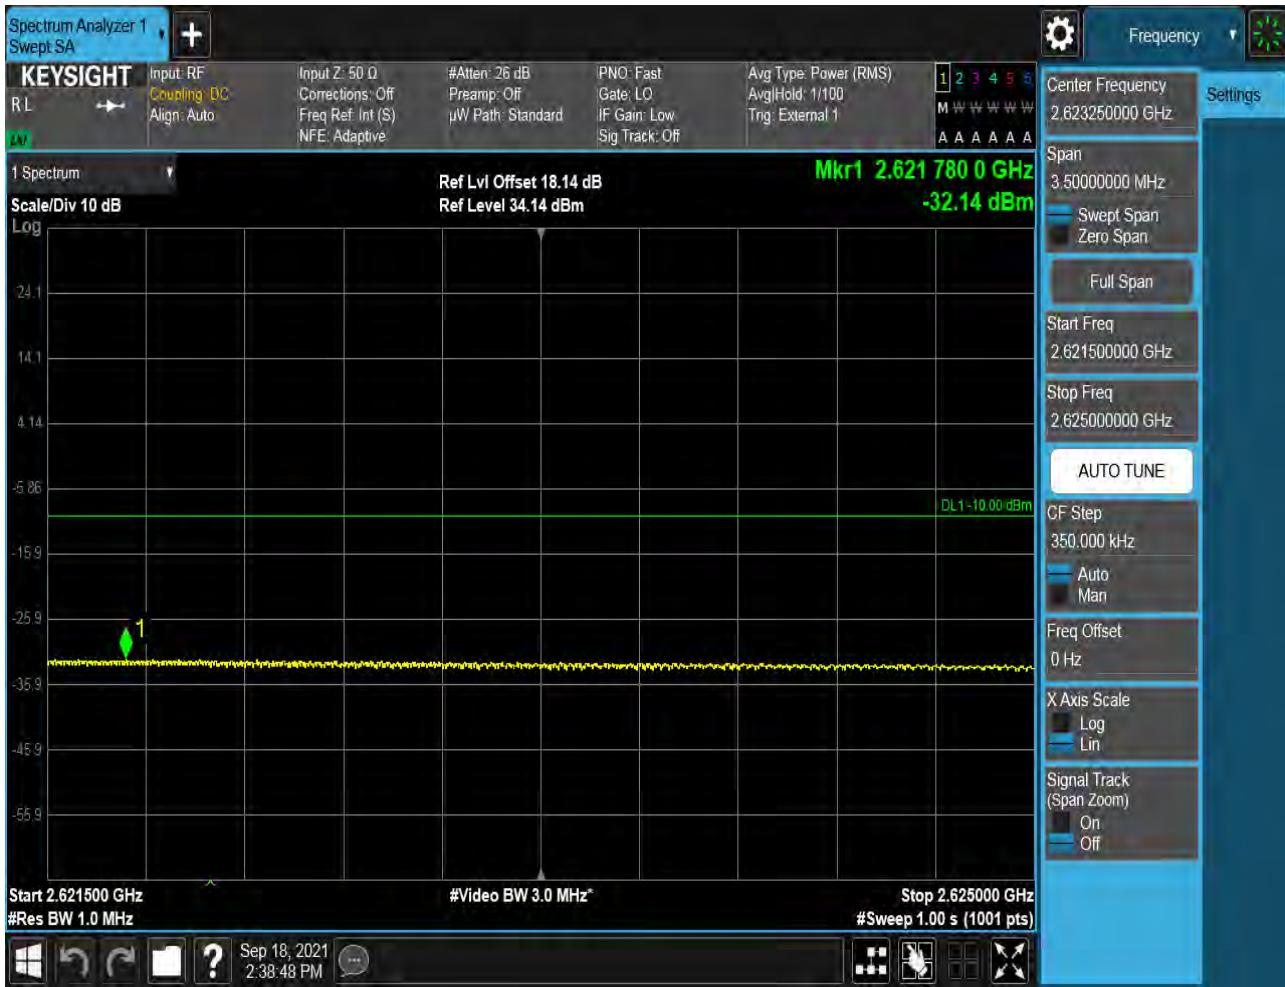 Spectrum Analyzer 1
Swept SA
Frequency
KEYSIGHT
R L
LXI
Input: RF
Coupling: DC
Align: Auto
Input Z: 50 Ω
Corrections: Off
Freq Ref: Int (S)
NFE: Adaptive
#Atten: 26 dB
Preamp: Off
µW Path: Standard
PNO: Fast
Gate: LO
IF Gain: Low
Sig Track: Off
Avg Type: Power (RMS)
Avg|Hold: 1/100
Trig: External 1
1 2 3 4 5 6
M W W W W W
A A A A A A
1 Spectrum
Scale/Div 10 dB
Log
Ref Lvl Offset 18.14 dB
Ref Level 34.14 dBm
Mkr1 2.621 780 0 GHz
-32.14 dBm
24.1
14.1
4.14
-5.86
-15.9
-25.9
-35.9
-45.9
-55.9
DL1 -10.00 dBm
1
Start 2.621500 GHz
#Res BW 1.0 MHz
#Video BW 3.0 MHz*
Stop 2.625000 GHz
#Sweep 1.00 s (1001 pts)
Sep 18, 2021
2:38:48 PM
Center Frequency
2.623250000 GHz
Settings
Span
3.50000000 MHz
Swept Span
Zero Span
Full Span
Start Freq
2.621500000 GHz
Stop Freq
2.625000000 GHz
AUTO TUNE
CF Step
350.000 kHz
Auto
Man
Freq Offset
0 Hz
X Axis Scale
Log
Lin
Signal Track
(Span Zoom)
On
Off